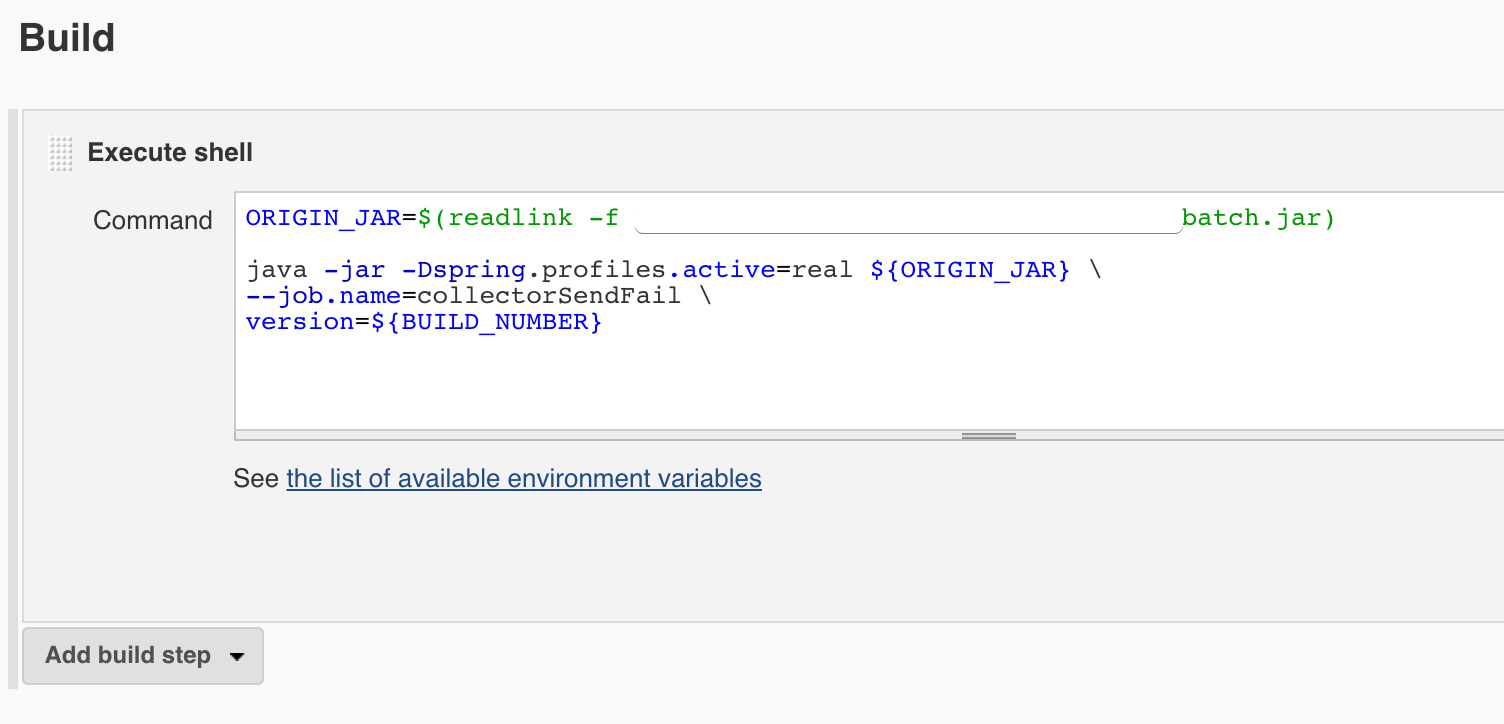 Build
Execute shell
Command
ORIGIN_JAR=$(readlink -f batch.jar)
java -jar -Dspring.profiles.active=real ${ORIGIN_JAR} \
--job.name=collectorSendFail \
version=${BUILD_NUMBER}
See the list of available environment variables
Add build step